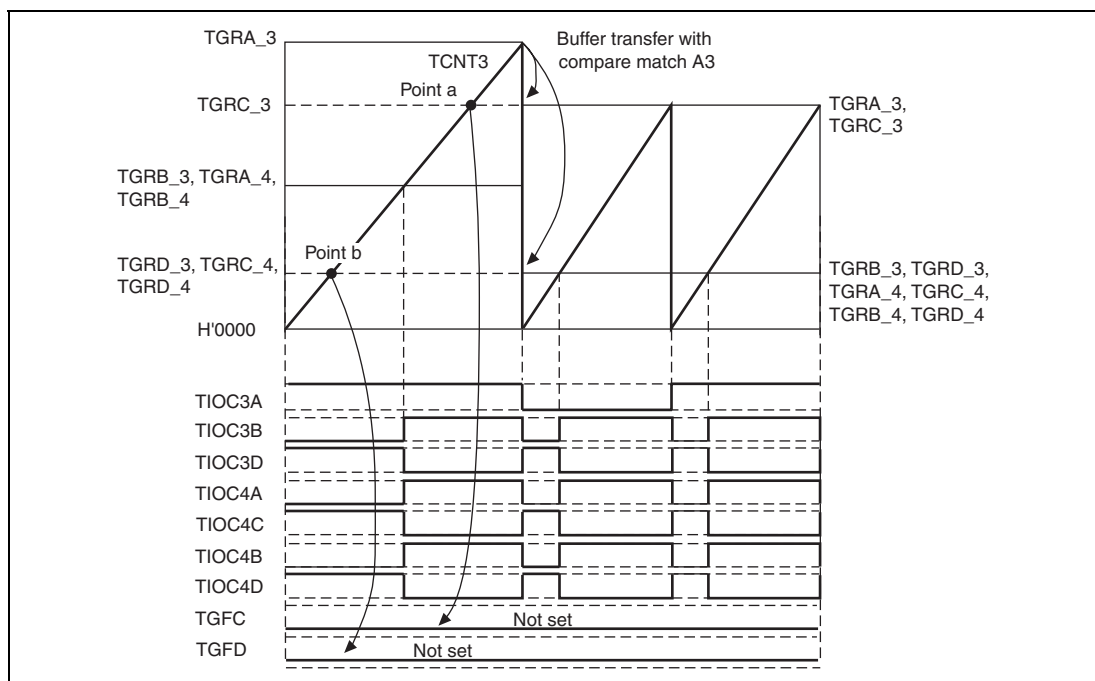 TGRA_3
TCNT3
Buffer transfer with
compare match A3
Point a
TGRC_3
TGRA_3,
TGRC_3
TGRB_3, TGRA_4,
TGRB_4
Point b
TGRD_3, TGRC_4,
TGRD_4
TGRB_3, TGRD_3,
TGRA_4, TGRC_4,
TGRB_4, TGRD_4
H'0000
TIOC3A
TIOC3B
TIOC3D
TIOC4A
TIOC4C
TIOC4B
TIOC4D
TGFC
Not set
TGFD
Not set